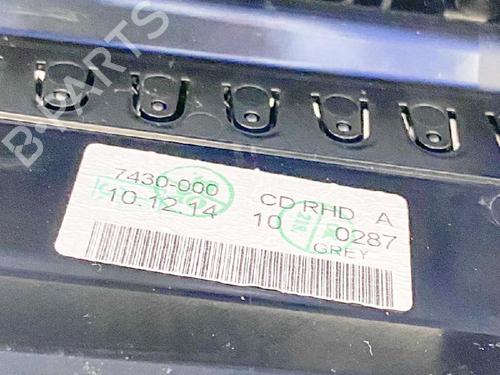 B-PARTS
7430-000 CD RHD A
10.12.14 10 0287
GREY